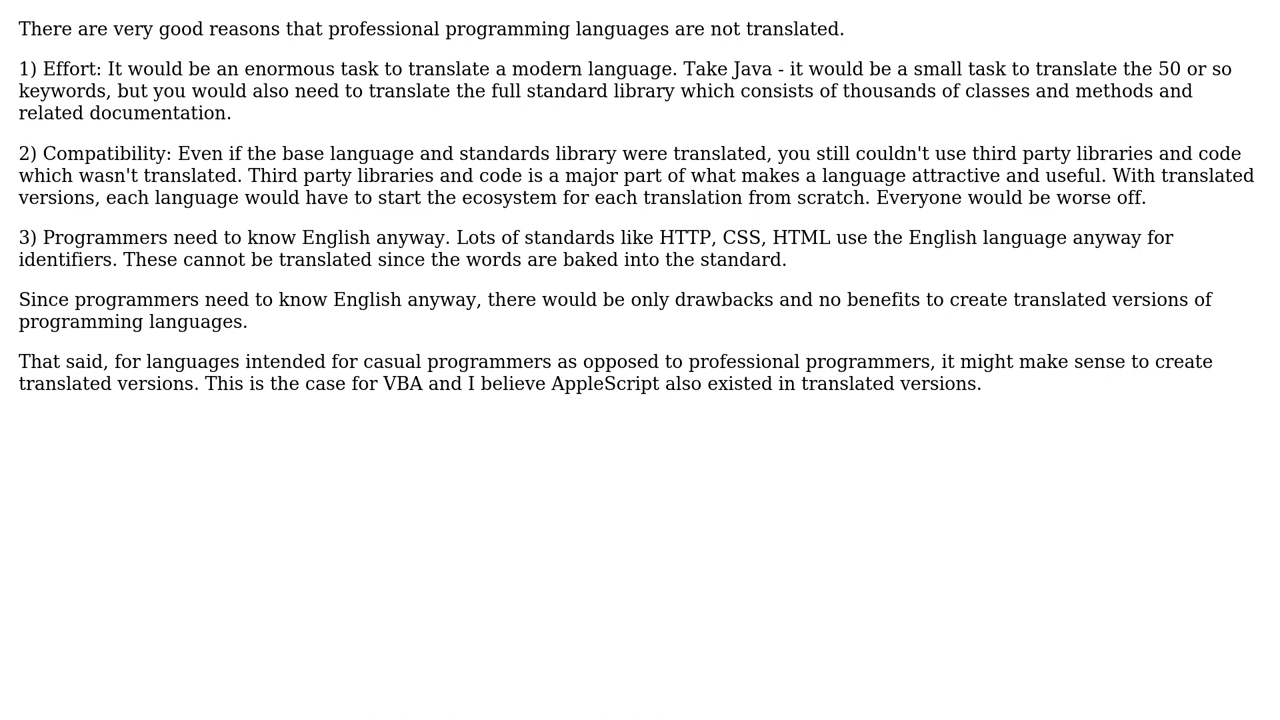 There are very good reasons that professional programming languages are not translated.
1) Effort: It would be an enormous task to translate a modern language. Take Java - it would be a small task to translate the 50 or so
keywords, but you would also need to translate the full standard library which consists of thousands of classes and methods and
related documentation.
2) Compatibility: Even if the base language and standards library were translated, you still couldn't use third party libraries and code
which wasn't translated. Third party libraries and code is a major part of what makes a language attractive and useful. With translated
versions, each language would have to start the ecosystem for each translation from scratch. Everyone would be worse off.
3) Programmers need to know English anyway. Lots of standards like HTTP, CSS, HTML use the English language anyway for
identifiers. These cannot be translated since the words are baked into the standard.
Since programmers need to know English anyway, there would be only drawbacks and no benefits to create translated versions of
programming languages.
That said, for languages intended for casual programmers as opposed to professional programmers, it might make sense to create
translated versions. This is the case for VBA and I believe AppleScript also existed in translated versions.